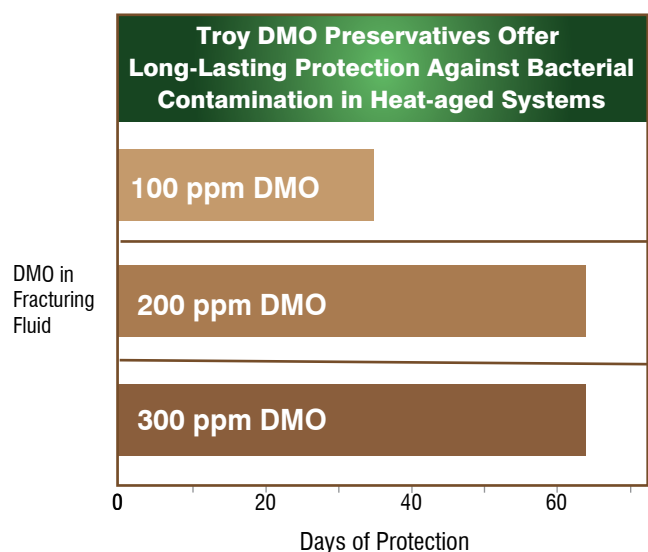 Troy DMO Preservatives Offer
Long-Lasting Protection Against Bacterial
Contamination in Heat-aged Systems
100 ppm DMO
DMO in
Fracturing
Fluid
200 ppm DMO
300 ppm DMO
0 20 40 60
Days of Protection